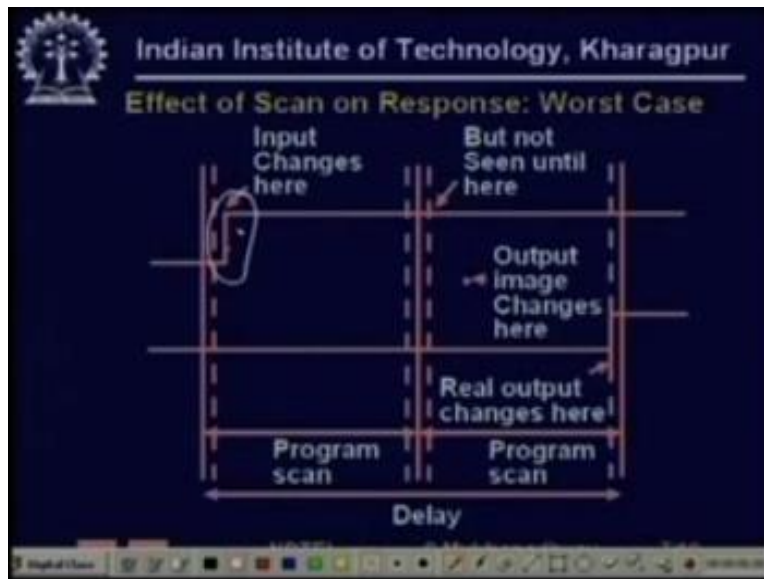 Indian Institute of Technology, Kharagpur
Effect of Scan on Response: Worst Case
Input
Changes
here
But not
Seen until
here
Output
image
Changes
here
Real output
changes here
Program
scan
Program
scan
Delay